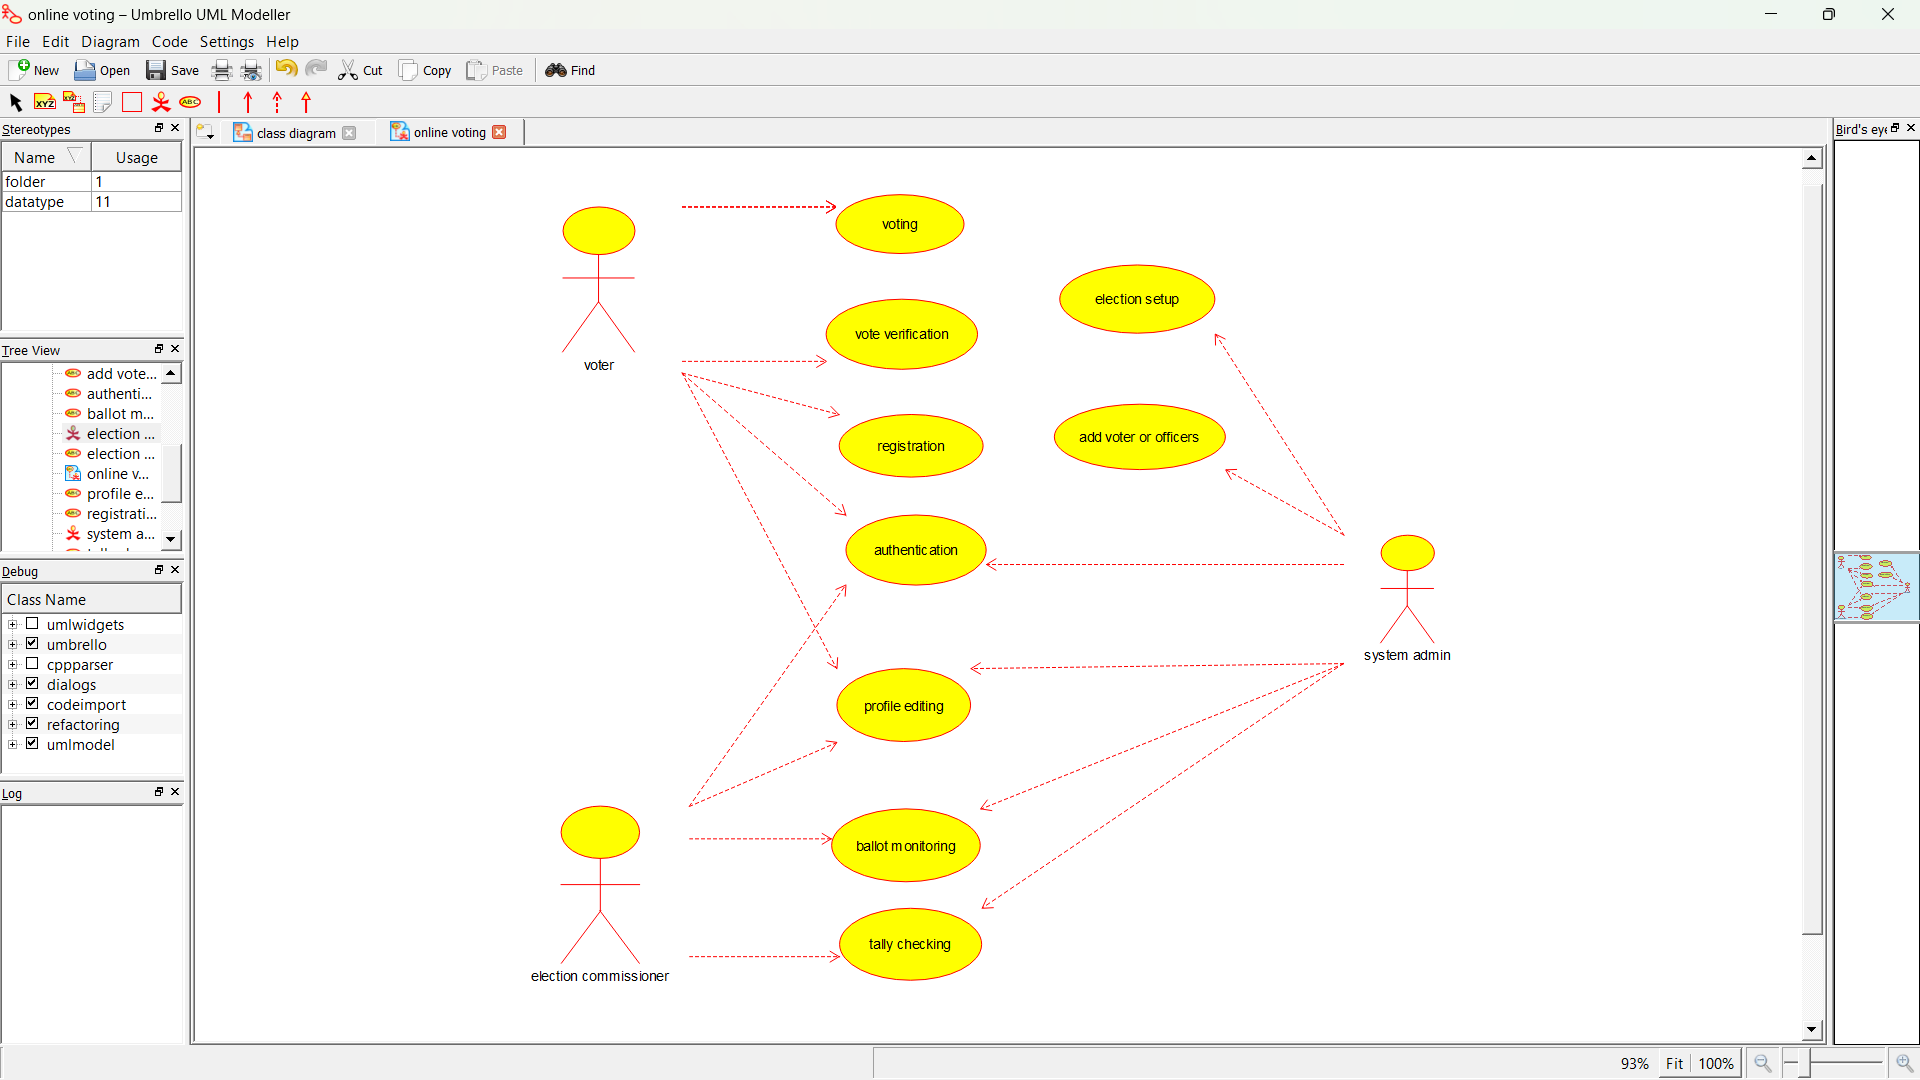 online voting – Umbrello UML Modeller
File Edit Diagram Code Settings Help
New Open Save Cut Copy Paste Find
XYZ XYZ ABC
Stereotypes
Name Usage
folder 1
datatype 11
Tree View
add vote...
authenti...
ballot m...
election ...
election ...
online v...
profile e...
registrati...
system a...
Debug
Class Name
umlwidgets
umbrello
cppparser
dialogs
codeimport
refactoring
umlmodel
Log
class diagram online voting
voting
voter
vote verification
registration
authentication
profile editing
ballot monitoring
tally checking
election commissioner
election setup
add voter or officers
system admin
Bird's eye
93% Fit 100%